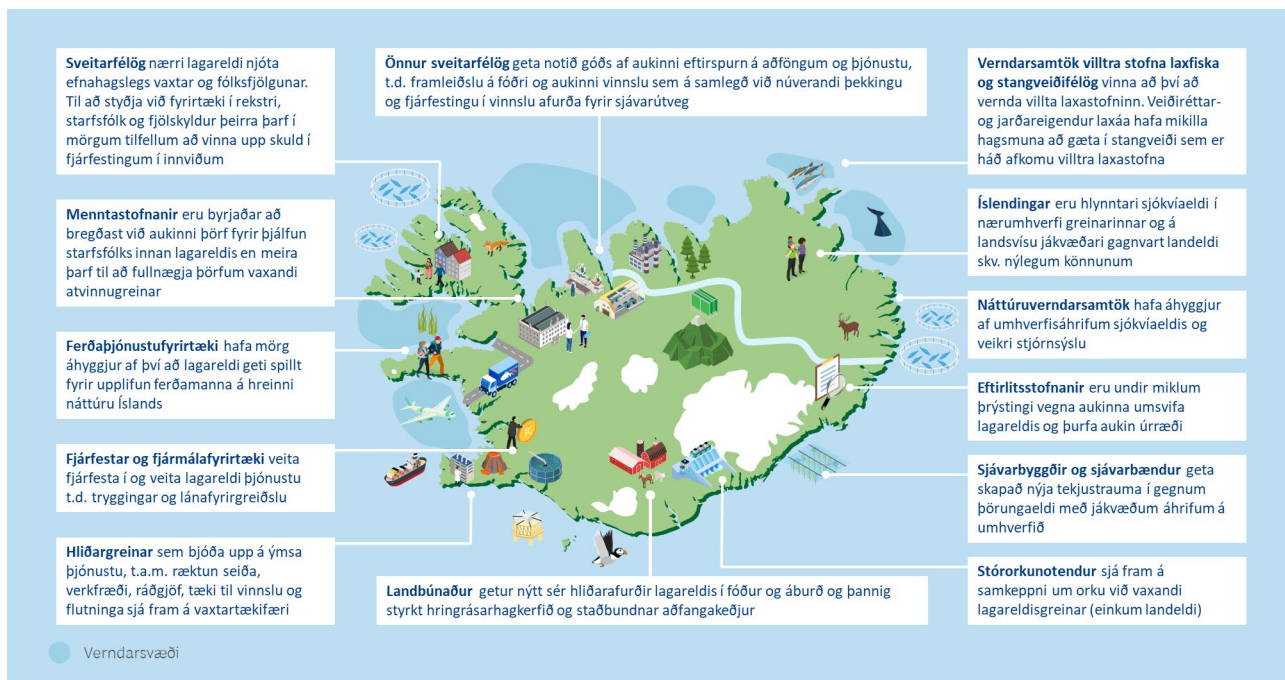 Sveitarfélög nærri lagareldi njóta
efnahagslegs vaxtar og fólksfjölgunar.
Til að styðja við fyrirtæki í rekstri,
starfsfólk og fjölskyldur þeirra þarf í
mörgum tilfellum að vinna upp skuld í
fjárfestingum í innviðum
Menntastofnanir eru byrjaðar að
bregðast við aukinni þörf fyrir þjálfun
starfsfólks innan lagareldis en meira
þarf til að fullnægja þörfum vaxandi
atvinnugreinar
Ferðaþjónustufyrirtæki hafa mörg
áhyggjur af því að lagareldi geti spillt
fyrir upplifun ferðamanna á hreinni
náttúru Íslands
Fjárfestar og fjármálafyrirtæki veita
fjárfesta í og veita lagareldi þjónustu
t.d. tryggingar og lánafyrirgreiðslu
Hliðargreinar sem bjóða upp á ýmsa
þjónustu, t.a.m. ræktun seiða,
verkfræði, ráðgjöf, tæki til vinnslu og
flutninga sjá fram á vaxtartækifæri
Önnur sveitarfélög geta notið góðs af aukinni eftirspurn á aðföngum og þjónustu,
t.d. framleiðslu á fóðri og aukinni vinnslu sem á samlegð við núverandi þekkingu
og fjárfestingu í vinnslu afurða fyrir sjávarútveg
Landbúnaður getur nýtt sér hliðarafurðir lagareldis í fóður og áburð og þannig
styrkt hringrásarhagkerfið og staðbundnar aðfangakeðjur
Verndarsamtök villtra stofna laxfiska
og stangveiðifélög vinna að því að
vernda villta laxastofninn. Veiðiréttar-
og jarðareigendur laxáa hafa mikilla
hagsmuna að gæta í stangveiði sem er
háð afkomu villtra laxastofna
Íslendingar eru hlynntari sjókvíaeldi í
nærumhverfi greinarinnar og á
landsvísu jákvæðari gagnvart landeldi
skv. nýlegum könnunum
Náttúruverndarsamtök hafa áhyggjur
af umhverfisáhrifum sjókvíaeldis og
veikri stjórnsýslu
Eftirlitsstofnanir eru undir miklum
þrýstingi vegna aukinna umsvifa
lagareldis og þurfa aukin úrræði
Sjávarbyggðir og sjávarbændur geta
skapað nýja tekjustrauma í gegnum
þörungaeldi með jákvæðum áhrifum á
umhverfið
Stórorkunotendur sjá fram á
samkeppni um orku við vaxandi
lagareldisgreinar (einkum landeldi)
Verndarsvæði